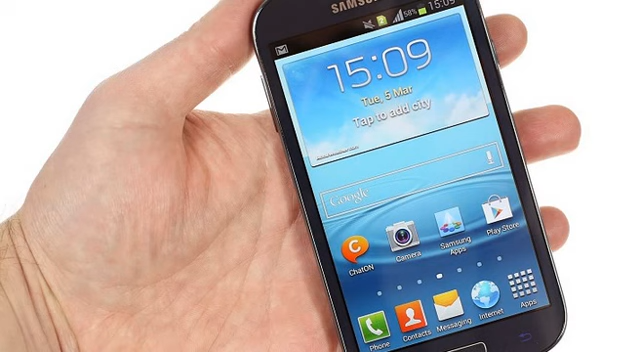 SAMSUNG
58% 15:09
15:09
Tue, 5 Mar
Tap to add city
Google
ChatON
Camera
Samsung
Apps
Play Store
Phone
Contacts
Messaging
Internet
Apps